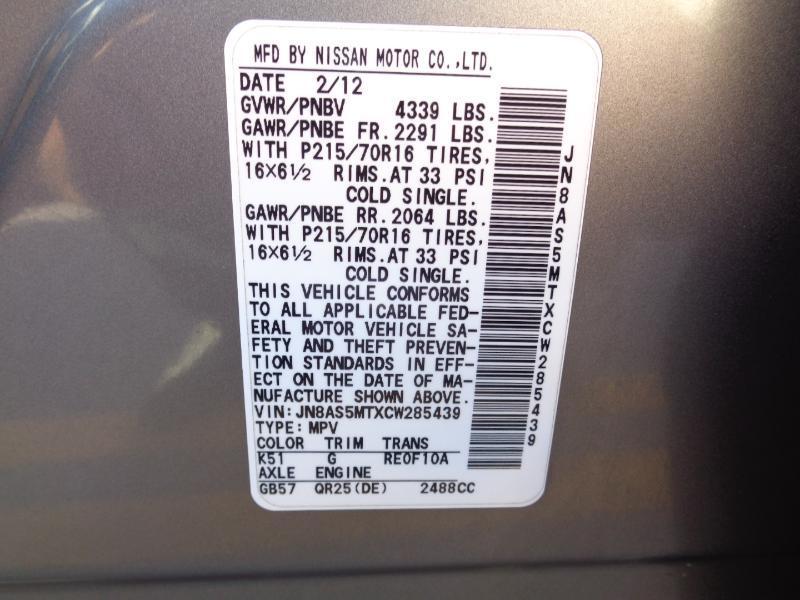 MFD BY NISSAN MOTOR CO.,LTD.
DATE 2/12
GVWR/PNBV 4339 LBS.
GAWR/PNBE FR.2291 LBS.
WITH P215/70R16 TIRES,
16×6½ RIMS.AT 33 PSI
COLD SINGLE.
GAWR/PNBE RR.2064 LBS.
WITH P215/70R16 TIRES,
16×6½ RIMS.AT 33 PSI
COLD SINGLE.
THIS VEHICLE CONFORMS
TO ALL APPLICABLE FED-
ERAL MOTOR VEHICLE SA-
FETY AND THEFT PREVEN-
TION STANDARDS IN EFF-
ECT ON THE DATE OF MA-
NUFACTURE SHOWN ABOVE.
VIN:JN8AS5MTXCW285439
TYPE:MPV
COLOR TRIM TRANS
K51 G RE0F10A
AXLE ENGINE
GB57 QR25(DE) 2488CC
JN8AS5MTXCW285439